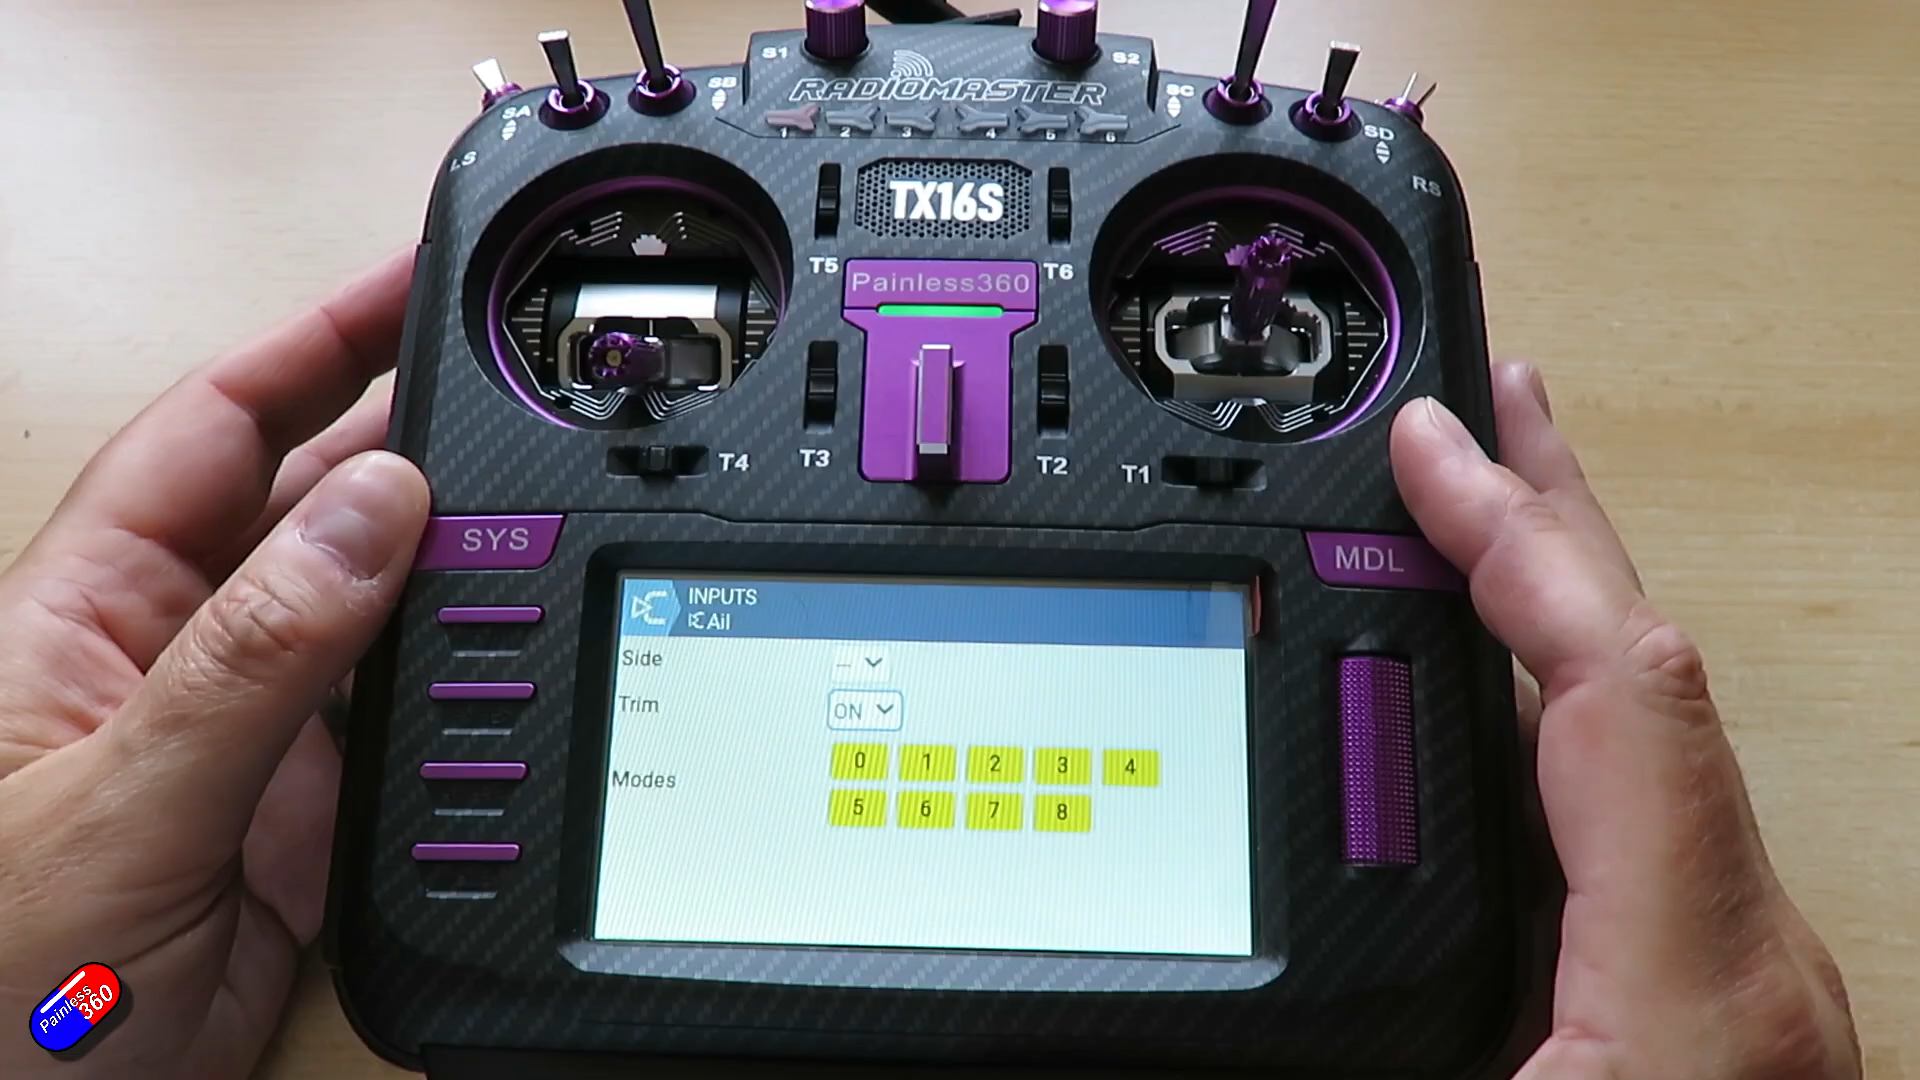 S1
S2
RADIOMASTER
SA
SB
SC
SD
1 2 3 4 5 6
LS
RS
TX16S
T5
T6
Painless360
T4
T3
T2
T1
SYS
MDL
INPUTS
Ail
Side --
Trim ON
Modes
0 1 2 3 4
5 6 7 8
Painless
360